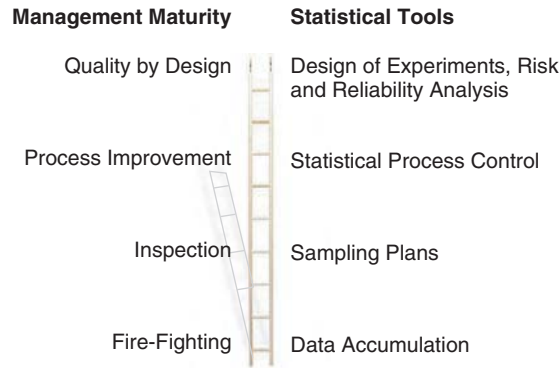 Management Maturity Statistical Tools
Quality by Design Design of Experiments, Risk
and Reliability Analysis
Process Improvement Statistical Process Control
Inspection Sampling Plans
Fire-Fighting Data Accumulation